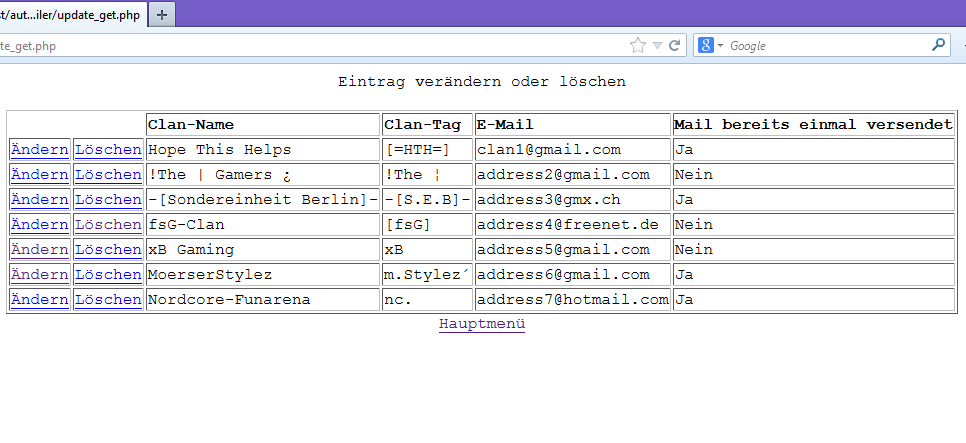 st/aut...iler/update_get.php
te_get.php
Google
Eintrag verändern oder löschen
Clan-Name Clan-Tag E-Mail Mail bereits einmal versendet
Ändern Löschen Hope This Helps [=HTH=] clan1@gmail.com Ja
Ändern Löschen !The | Gamers ¿ !The ¦ address2@gmail.com Nein
Ändern Löschen -[Sondereinheit Berlin]- -[S.E.B]- address3@gmx.ch Ja
Ändern Löschen fsG-Clan [fsG] address4@freenet.de Nein
Ändern Löschen xB Gaming xB address5@gmail.com Nein
Ändern Löschen MoerserStylez m.Stylez´ address6@gmail.com Ja
Ändern Löschen Nordcore-Funarena nc. address7@hotmail.com Ja
Hauptmenü